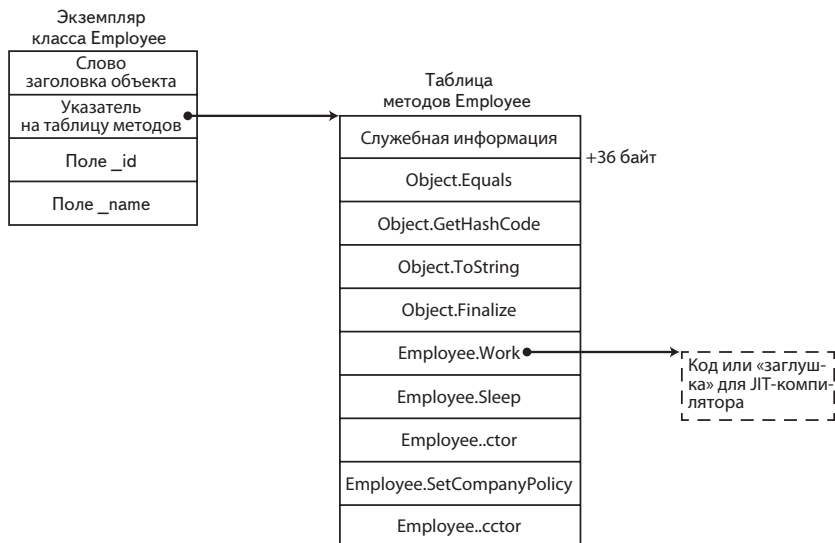 Экземпляр
класса Employee
Слово
заголовка объекта
Указатель
на таблицу методов
Поле _id
Поле _name
Таблица
методов Employee
Служебная информация
+36 байт
Object.Equals
Object.GetHashCode
Object.ToString
Object.Finalize
Employee.Work
Код или «заглуш-
ка» для JIT-компи-
лятора
Employee.Sleep
Employee..ctor
Employee.SetCompanyPolicy
Employee..cctor